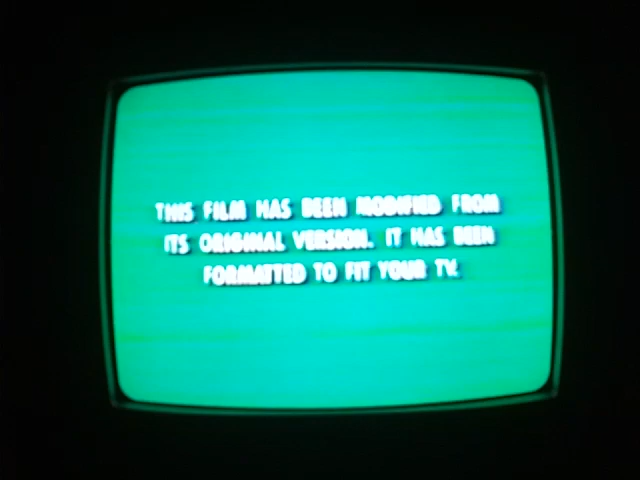 THIS FILM HAS BEEN MODIFIED FROM
ITS ORIGINAL VERSION. IT HAS BEEN
FORMATTED TO FIT YOUR TV.